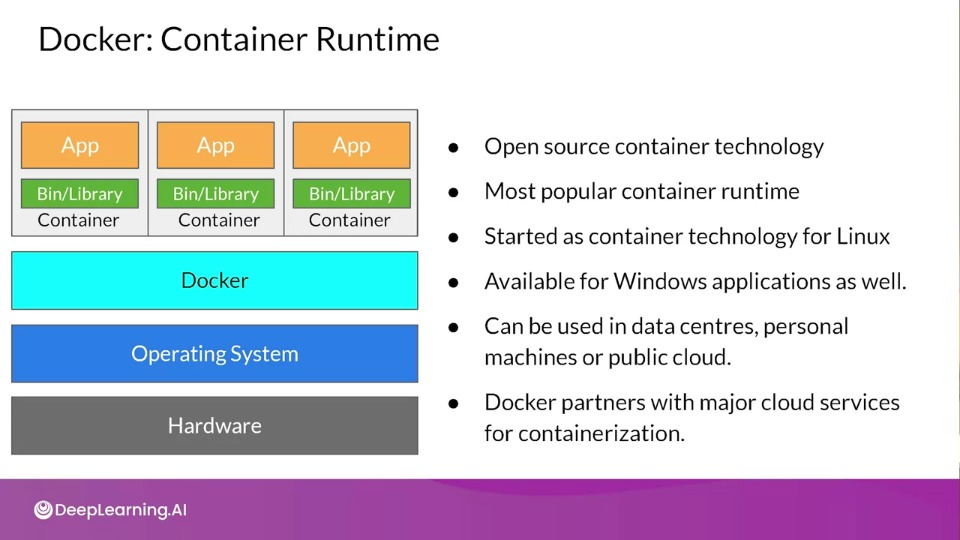 Docker: Container Runtime
App App App
Bin/Library Bin/Library Bin/Library
Container Container Container
Docker
Operating System
Hardware
● Open source container technology
● Most popular container runtime
● Started as container technology for Linux
● Available for Windows applications as well.
● Can be used in data centres, personal
machines or public cloud.
● Docker partners with major cloud services
for containerization.
DeepLearning.AI